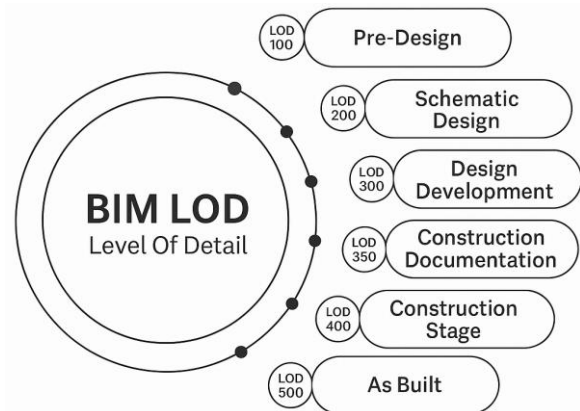 BIM LOD
Level Of Detail
LOD
100
Pre-Design
LOD
200
Schematic
Design
LOD
300
Design
Development
LOD
350
Construction
Documentation
LOD
400
Construction
Stage
LOD
500
As Built